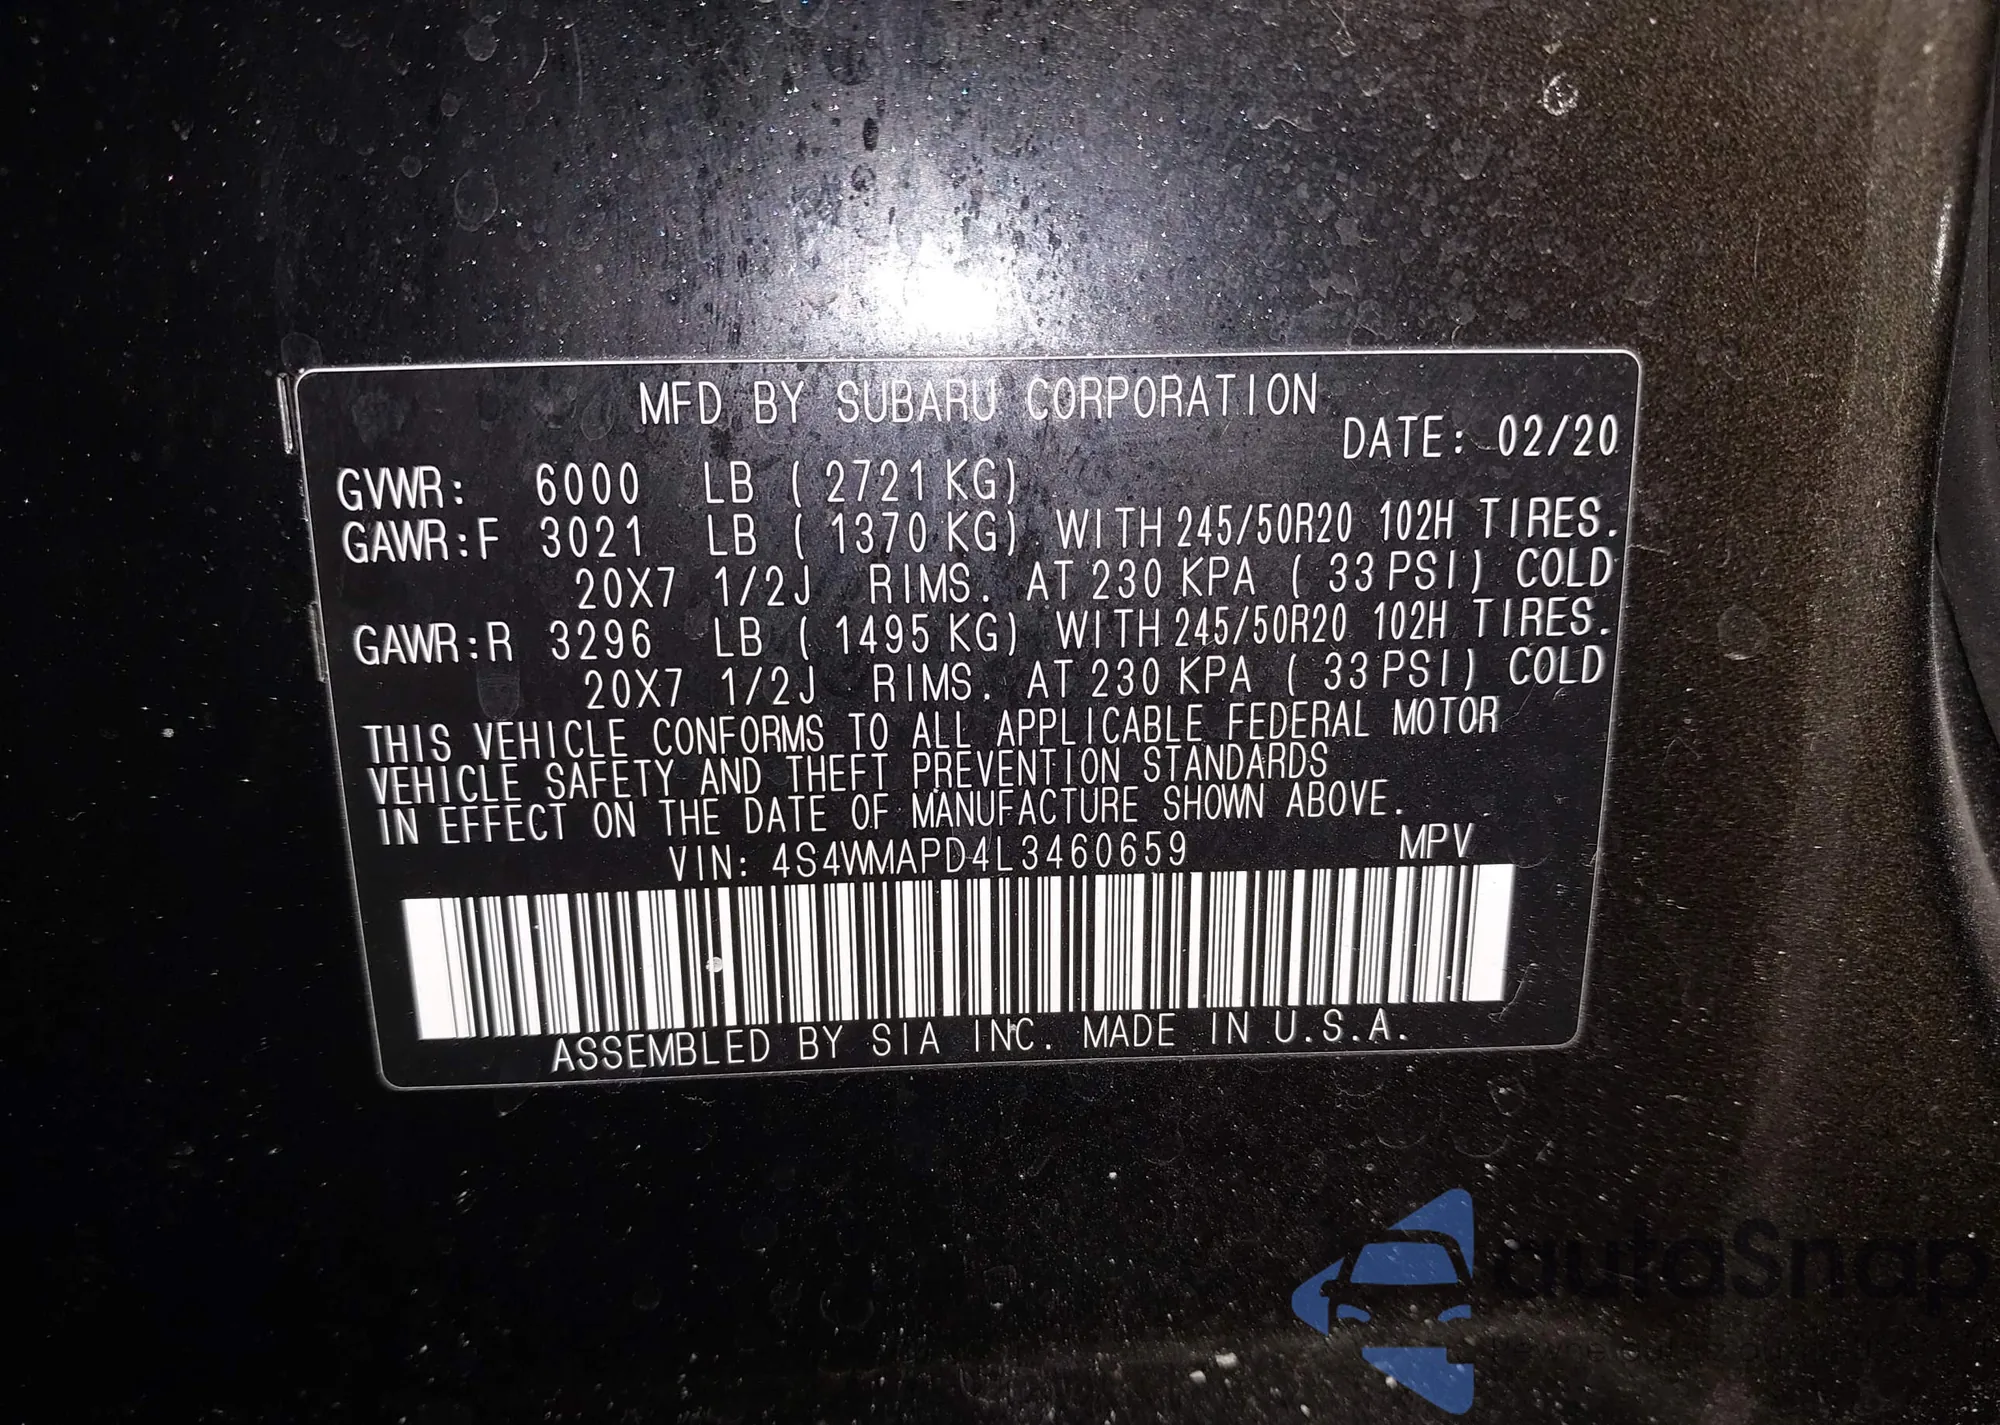 MFD BY SUBARU CORPORATION
DATE: 02/20
GVWR: 6000 LB (2721 KG)
GAWR:F 3021 LB (1370 KG) WITH 245/50R20 102H TIRES.
20X7 1/2J RIMS. AT 230 KPA (33 PSI) COLD
GAWR:R 3296 LB (1495 KG) WITH 245/50R20 102H TIRES.
20X7 1/2J RIMS. AT 230 KPA (33 PSI) COLD
THIS VEHICLE CONFORMS TO ALL APPLICABLE FEDERAL MOTOR
VEHICLE SAFETY AND THEFT PREVENTION STANDARDS
IN EFFECT ON THE DATE OF MANUFACTURE SHOWN ABOVE.
VIN: 4S4WMAPD4L3460659 MPV
ASSEMBLED BY SIA INC. MADE IN U.S.A.
autoSnap